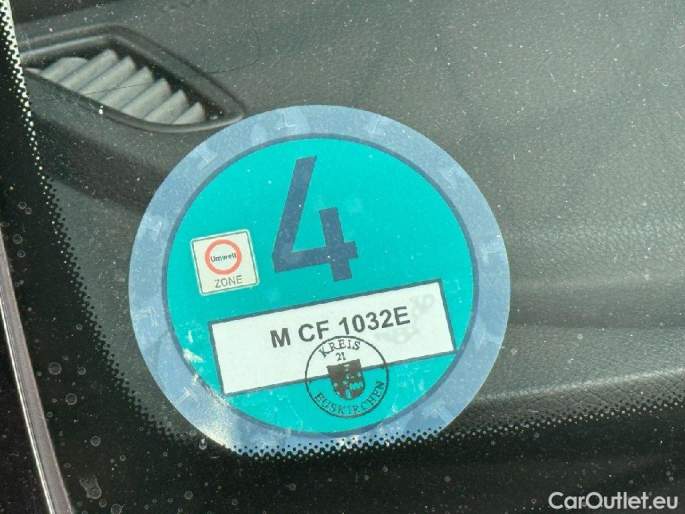 4
Umwelt
ZONE
M CF 1032E
KREIS
21
EUSKIRCHEN
CarOutlet.eu